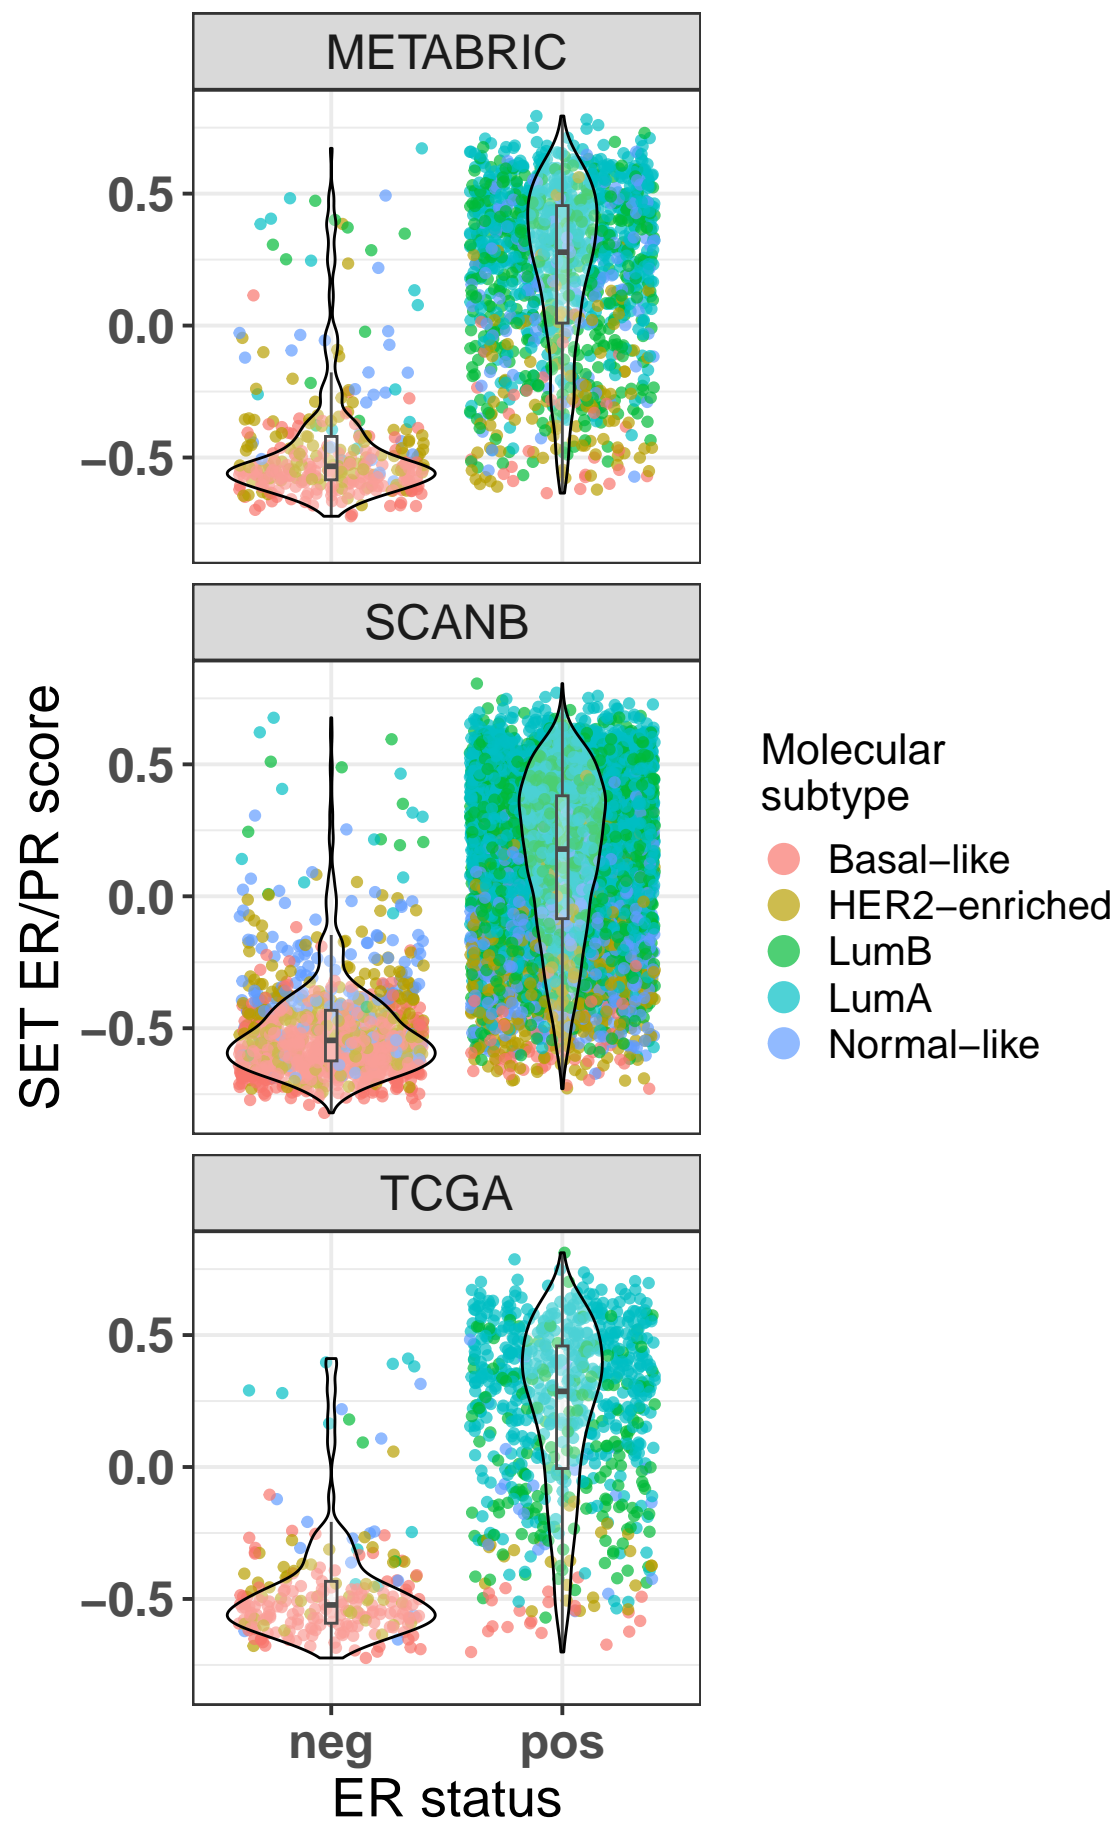 METABRIC
0.5
0.0
−0.5
SCANB
0.5
0.0
−0.5
SET ER/PR score
TCGA
0.5
0.0
−0.5
neg pos
ER status
Molecular
subtype
Basal−like
HER2−enriched
LumB
LumA
Normal−like